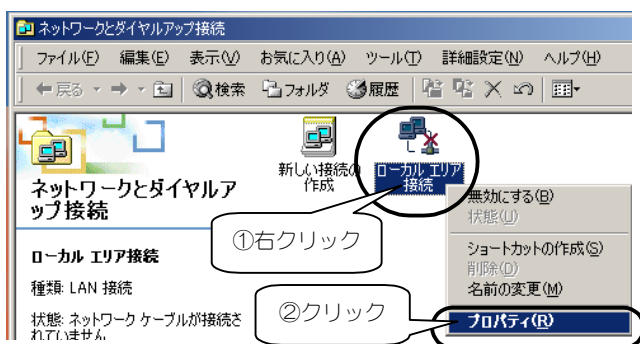 ネットワークとダイヤルアップ接続
ファイル(F) 編集(E) 表示(V) お気に入り(A) ツール(T) 詳細設定(N) ヘルプ(H)
戻る 検索 フォルダ 履歴
新しい接続の
作成
ローカル エリア
接続
ネットワークとダイヤルア
ップ接続
ローカル エリア接続
種類: LAN 接続
状態: ネットワーク ケーブルが接続さ
れていません
①右クリック
②クリック
無効にする(B)
状態(U)
ショートカットの作成(S)
削除(D)
名前の変更(M)
プロパティ(R)